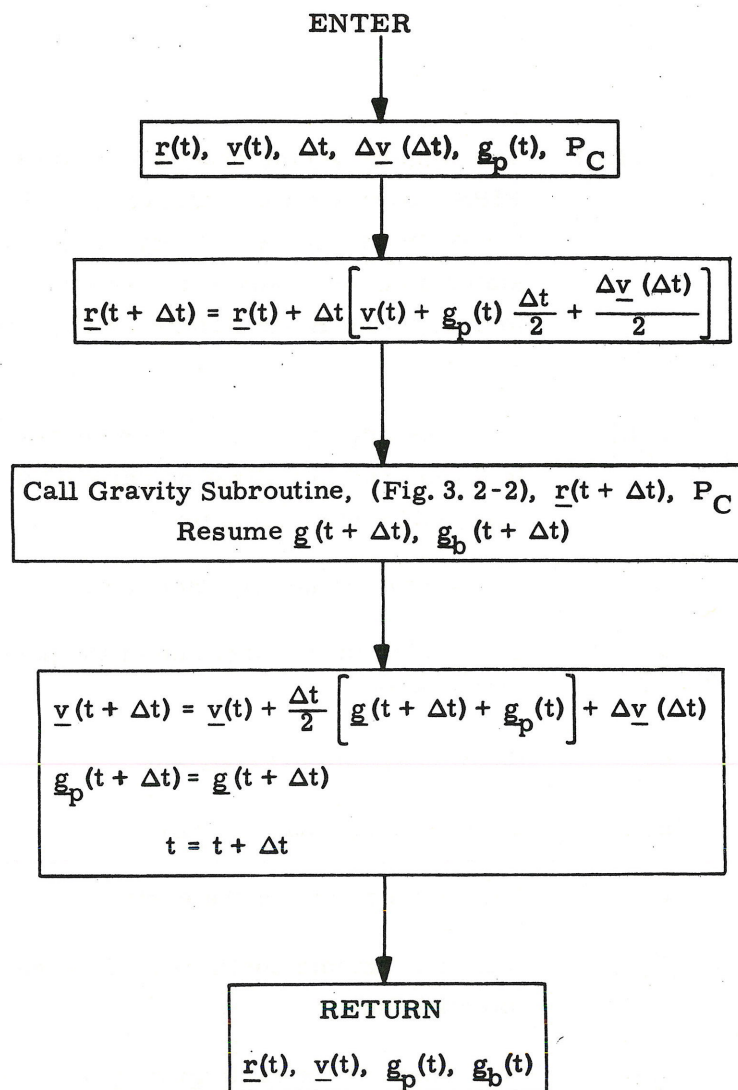 ENTER
r(t), v(t), Δt, Δv (Δt), g_p(t), P_C
r(t + Δt) = r(t) + Δt[v(t) + g_p(t) Δt/2 + Δv (Δt)/2]
Call Gravity Subroutine, (Fig. 3. 2-2), r(t + Δt), P_C
Resume g(t + Δt), g_b (t + Δt)
v(t + Δt) = v(t) + Δt/2 [g(t + Δt) + g_p(t)] + Δv (Δt)
g_p(t + Δt) = g(t + Δt)
t = t + Δt
RETURN
r(t), v(t), g_p(t), g_b(t)